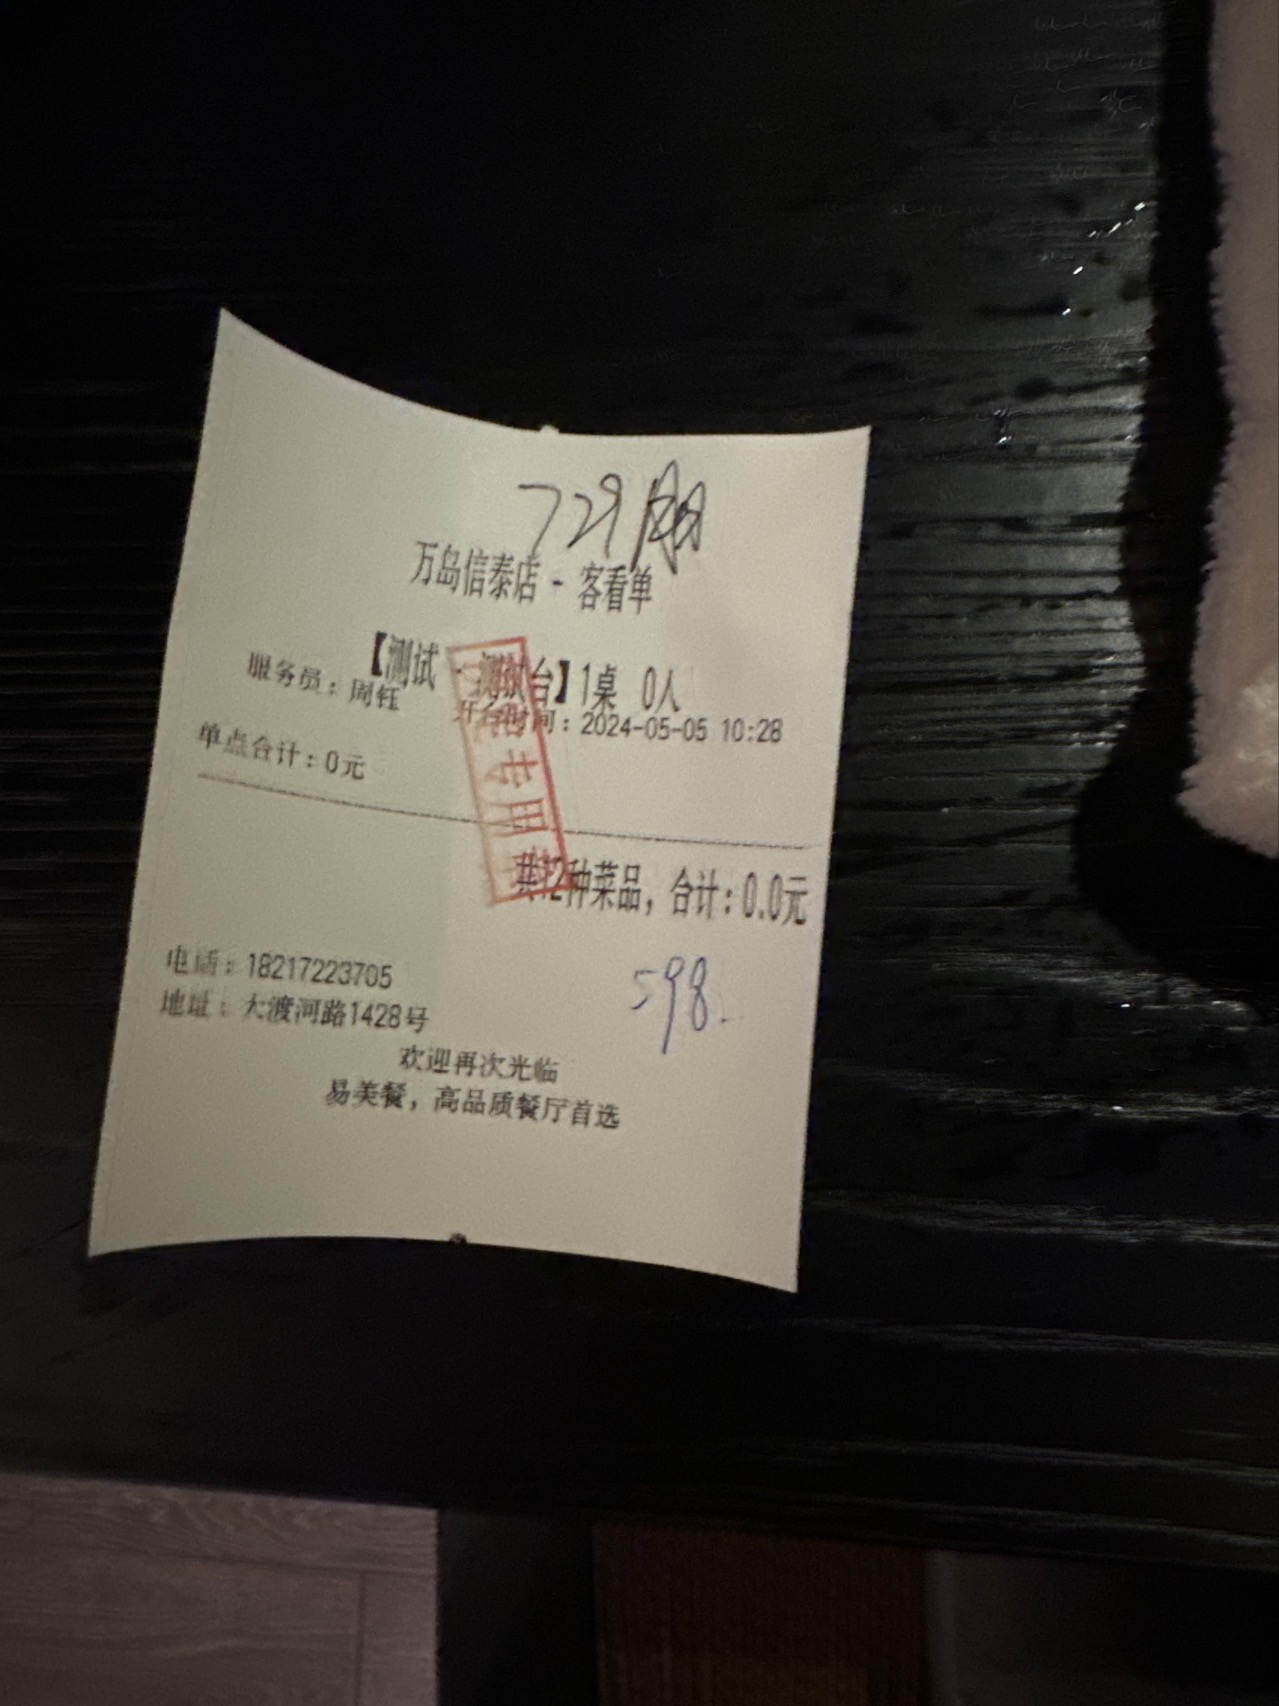 729
万岛信泰店 - 客看单
【测试 - 测试台】1桌 0人
服务员：周钰 开台时间：2024-05-05 10:28
单点合计：0元
专用
共12种菜品，合计：0.0元
598
电话：18217223705
地址：大渡河路1428号
欢迎再次光临
易美餐，高品质餐厅首选